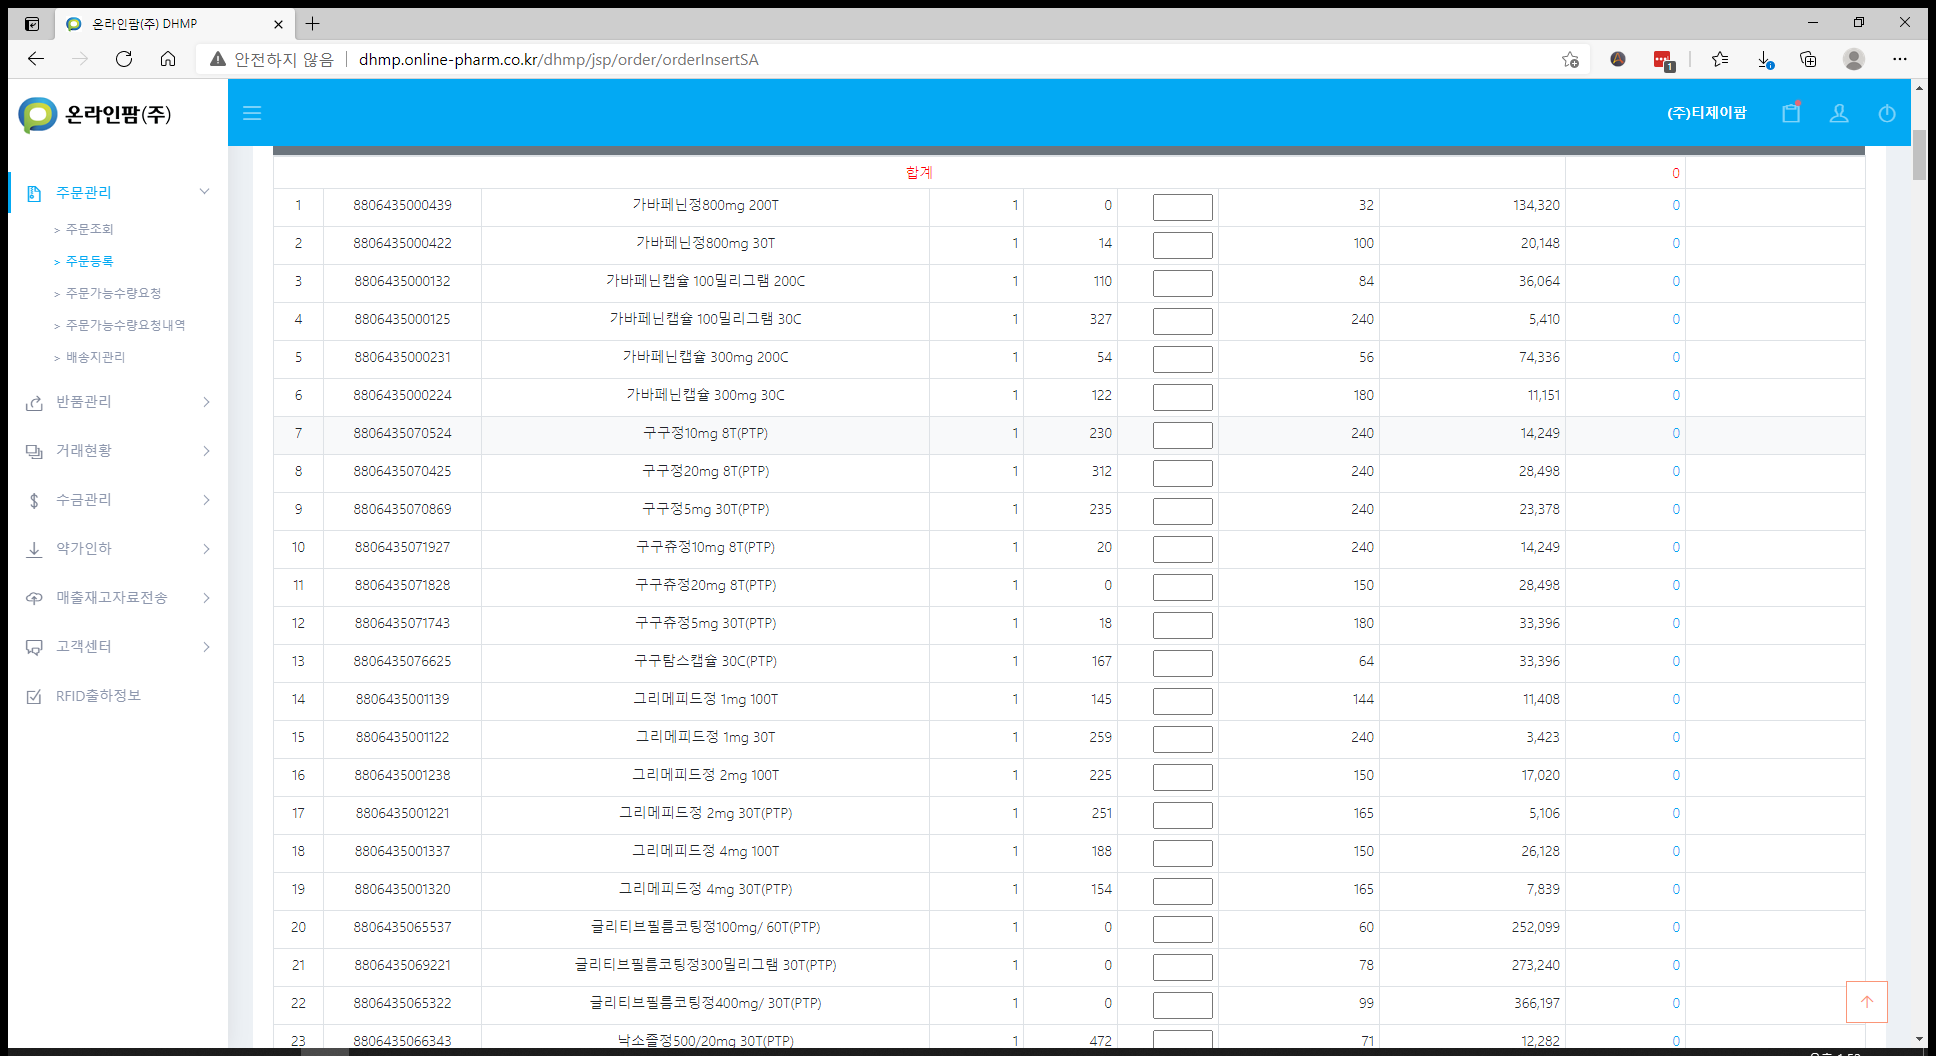 온라인팜(주) DHMP
안전하지 않음 dhmp.online-pharm.co.kr/dhmp/jsp/order/orderInsertSA
1
온라인팜(주)
(주)티제이팜
주문관리
> 주문조회
> 주문등록
> 주문가능수량요청
> 주문가능수량요청내역
> 배송지관리
반품관리
거래현황
수금관리
약가인하
매출재고자료전송
고객센터
RFID출하정보
합계 0
1 8806435000439 가바페닌정800mg 200T 1 0 32 134,320 0
2 8806435000422 가바페닌정800mg 30T 1 14 100 20,148 0
3 8806435000132 가바페닌캡슐 100밀리그램 200C 1 110 84 36,064 0
4 8806435000125 가바페닌캡슐 100밀리그램 30C 1 327 240 5,410 0
5 8806435000231 가바페닌캡슐 300mg 200C 1 54 56 74,336 0
6 8806435000224 가바페닌캡슐 300mg 30C 1 122 180 11,151 0
7 8806435070524 구구정10mg 8T(PTP) 1 230 240 14,249 0
8 8806435070425 구구정20mg 8T(PTP) 1 312 240 28,498 0
9 8806435070869 구구정5mg 30T(PTP) 1 235 240 23,378 0
10 8806435071927 구구츄정10mg 8T(PTP) 1 20 240 14,249 0
11 8806435071828 구구츄정20mg 8T(PTP) 1 0 150 28,498 0
12 8806435071743 구구츄정5mg 30T(PTP) 1 18 180 33,396 0
13 8806435076625 구구탐스캡슐 30C(PTP) 1 167 64 33,396 0
14 8806435001139 그리메피드정 1mg 100T 1 145 144 11,408 0
15 8806435001122 그리메피드정 1mg 30T 1 259 240 3,423 0
16 8806435001238 그리메피드정 2mg 100T 1 225 150 17,020 0
17 8806435001221 그리메피드정 2mg 30T(PTP) 1 251 165 5,106 0
18 8806435001337 그리메피드정 4mg 100T 1 188 150 26,128 0
19 8806435001320 그리메피드정 4mg 30T(PTP) 1 154 165 7,839 0
20 8806435065537 글리티브필름코팅정100mg/ 60T(PTP) 1 0 60 252,099 0
21 8806435069221 글리티브필름코팅정300밀리그램 30T(PTP) 1 0 78 273,240 0
22 8806435065322 글리티브필름코팅정400mg/ 30T(PTP) 1 0 99 366,197 0
23 8806435066343 낙소졸정500/20mg 30T(PTP) 1 472 71 12,282 0